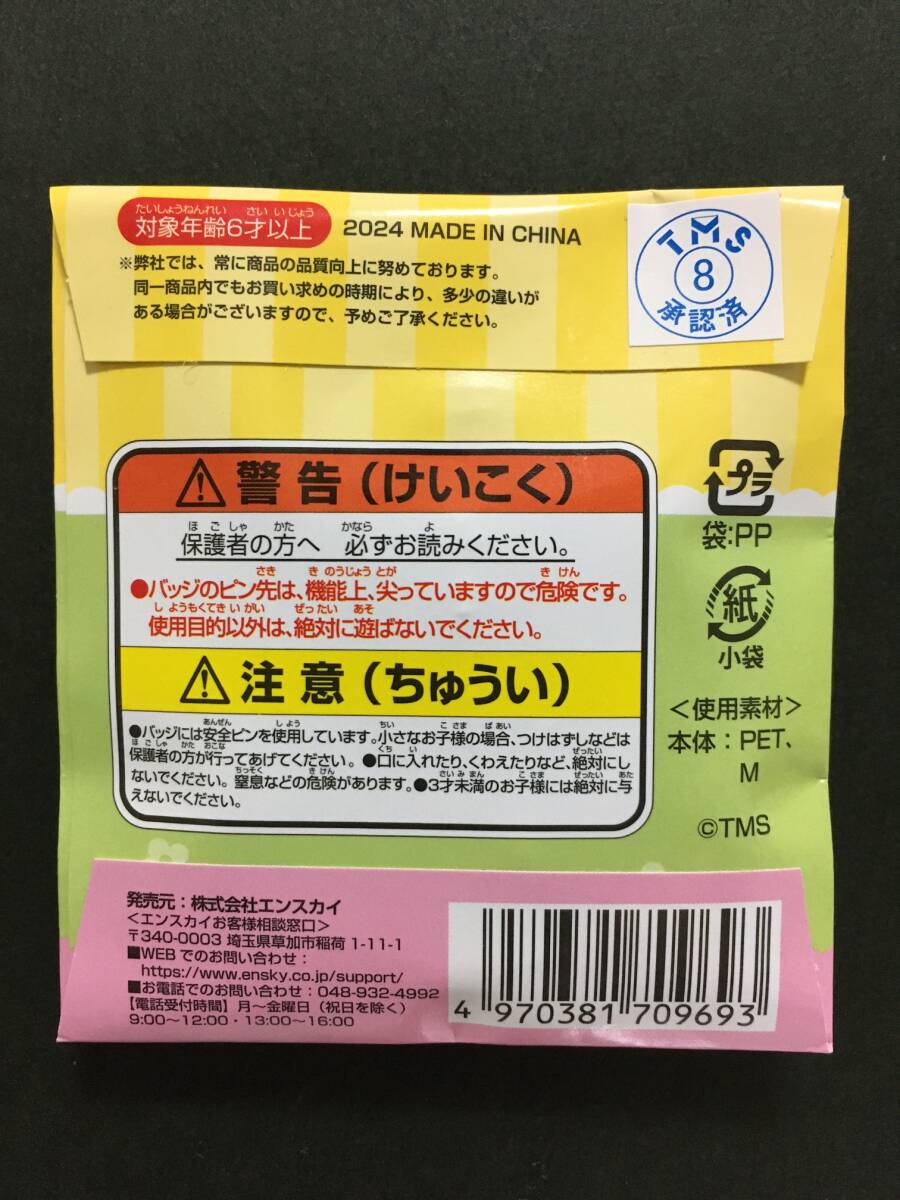 たいしょうねんれい さい いじょう
対象年齢6才以上
2024 MADE IN CHINA
TMS
8
承認済
※弊社では、常に商品の品質向上に努めております。
同一商品内でもお買い求めの時期により、多少の違いが
ある場合がございますので、予めご了承ください。
警告(けいこく)
ほごしゃ かた かなら よ
保護者の方へ 必ずお読みください。
さき きのうじょう とが きけん
●バッジのピン先は、機能上、尖っていますので危険です。
しようもくてきいがい ぜったい あそ
使用目的以外は、絶対に遊ばないでください。
注意(ちゅうい)
あんぜん しよう ちい こさま ばあい
●バッジには安全ピンを使用しています。小さなお子様の場合、つけはずしなどは
ほごしゃ かた おこな くち い ぜったい
保護者の方が行ってあげてください。●口に入れたり、くわえたりなど、絶対にし
ちっそく きけん さいみまん こさま ぜったい あた
ないでください。窒息などの危険があります。●3才未満のお子様には絶対に与
えないでください。
プラ
袋:PP
紙
小袋
<使用素材>
本体:PET、
M
©TMS
発売元:株式会社エンスカイ
<エンスカイお客様相談窓口>
〒340-0003 埼玉県草加市稲荷 1-11-1
■WEBでのお問い合わせ:
https://www.ensky.co.jp/support/
■お電話でのお問い合わせ:048-932-4992
【電話受付時間】月～金曜日(祝日を除く)
9:00～12:00・13:00～16:00
4 970381 709693